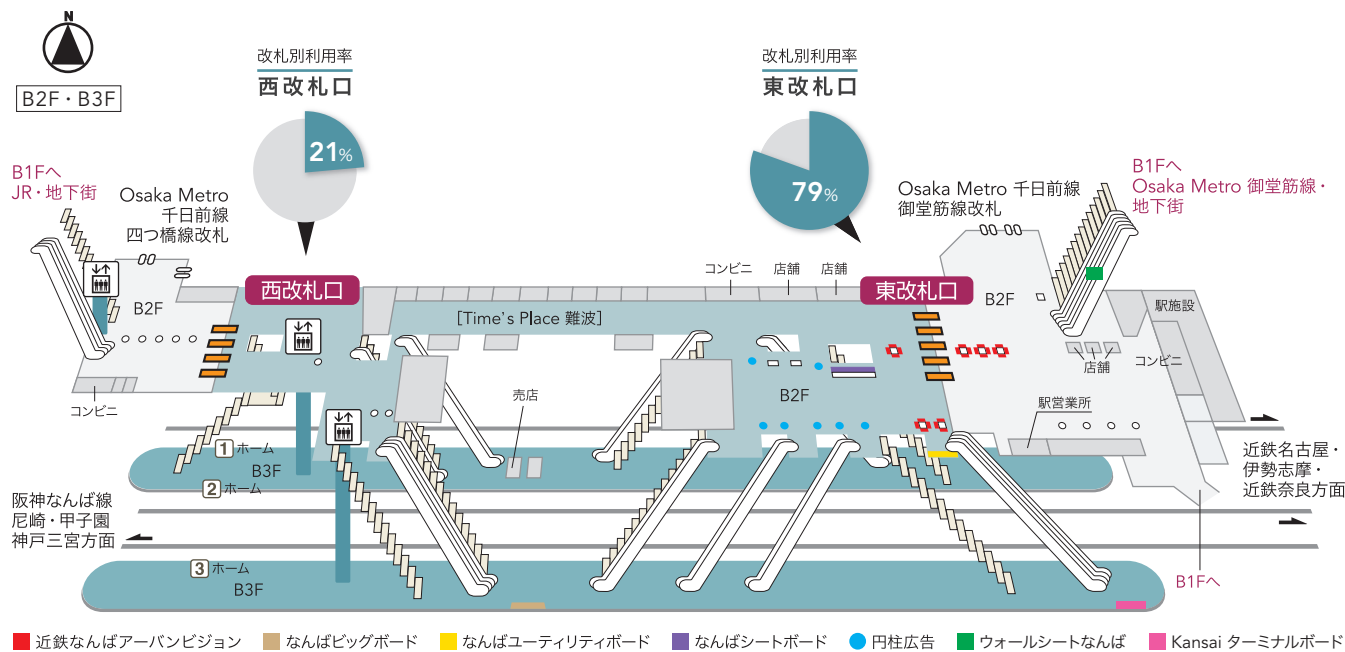 N
B2F・B3F
改札別利用率
西改札口
21%
改札別利用率
東改札口
79%
B1Fへ
JR・地下街
Osaka Metro
千日前線
四つ橋線改札
Osaka Metro 千日前線
御堂筋線改札
B1Fへ
Osaka Metro 御堂筋線・
地下街
西改札口
コンビニ
店舗
店舗
東改札口
B2F
B2F
駅施設
[Time's Place 難波]
コンビニ
店舗
コンビニ
売店
B2F
駅営業所
1 ホーム
B3F
2 ホーム
近鉄名古屋・
伊勢志摩・
近鉄奈良方面
阪神なんば線
尼崎・甲子園
神戸三宮方面
3 ホーム
B3F
B1Fへ
近鉄なんばアーバンビジョン
なんばビッグボード
なんばユーティリティボード
なんばシートボード
円柱広告
ウォールシートなんば
Kansai ターミナルボード